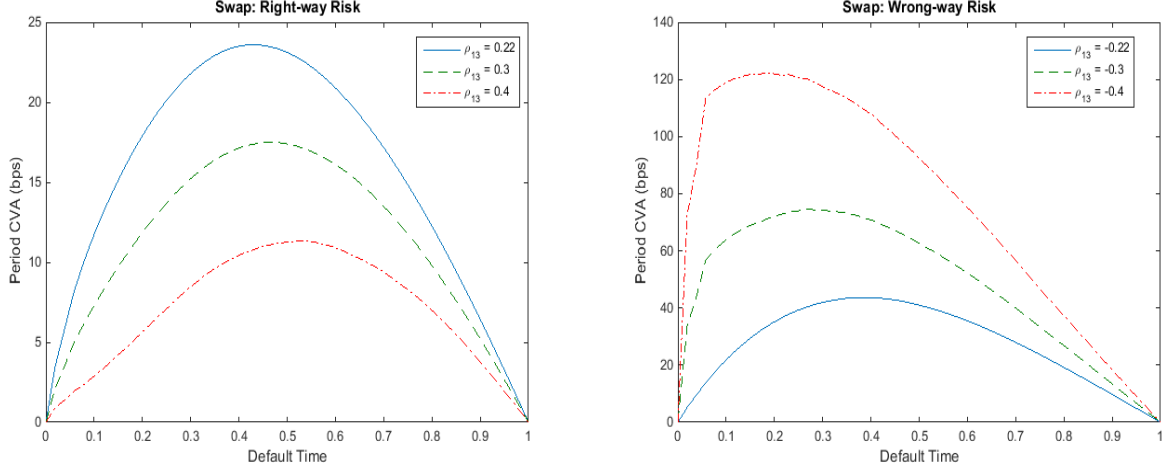 Swap: Right-way Risk
25
20
15
10
5
0
Period CVA (bps)
ρ13 = 0.22
ρ13 = 0.3
ρ13 = 0.4
0 0.1 0.2 0.3 0.4 0.5 0.6 0.7 0.8 0.9 1
Default Time
Swap: Wrong-way Risk
140
120
100
80
60
40
20
0
Period CVA (bps)
ρ13 = -0.22
ρ13 = -0.3
ρ13 = -0.4
0 0.1 0.2 0.3 0.4 0.5 0.6 0.7 0.8 0.9 1
Default Time